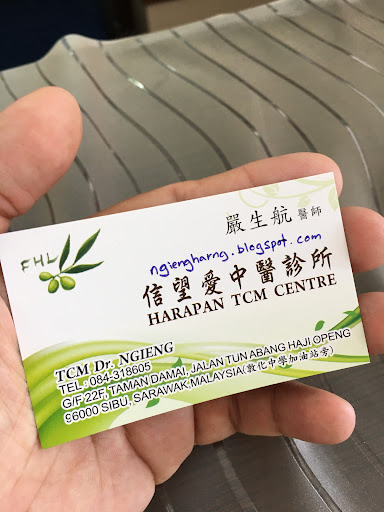 嚴生航 醫師
FHL
ngiengharng.blogspot.com
信望愛中醫診所
HARAPAN TCM CENTRE
TCM Dr. NGIENG
TEL : 084-318605
G/F 22F, TAMAN DAMAI, JALAN TUN ABANG HAJI OPENG
96000 SIBU, SARAWAK.MALAYSIA(敦化中學加油站旁)